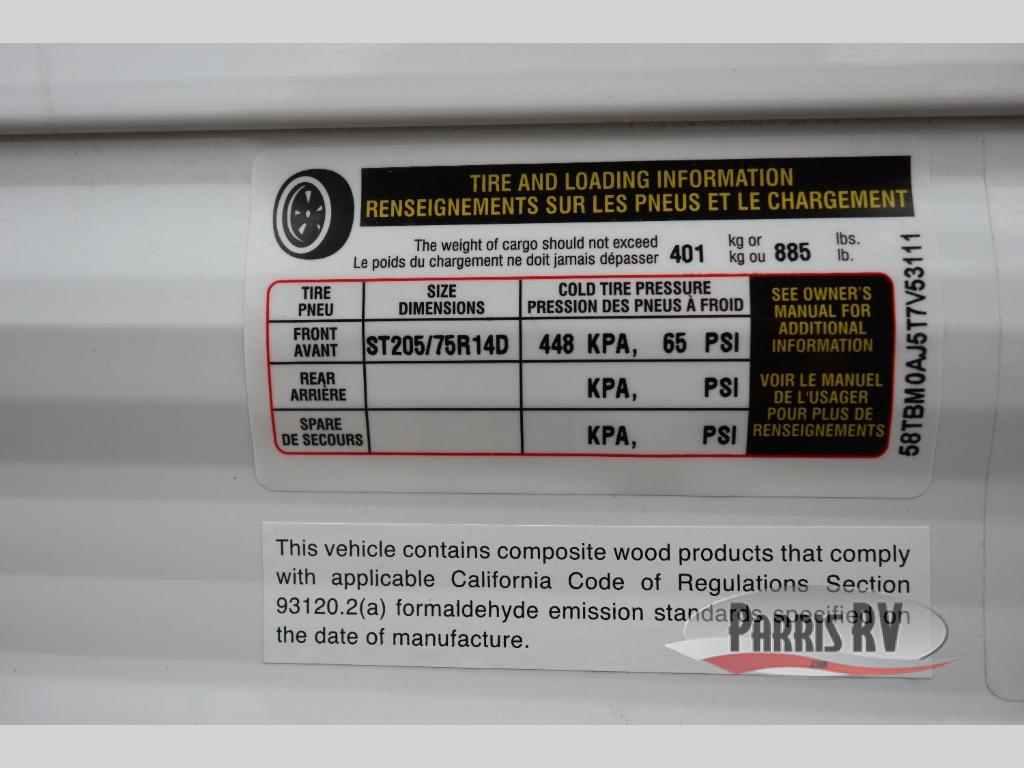 TIRE AND LOADING INFORMATION
RENSEIGNEMENTS SUR LES PNEUS ET LE CHARGEMENT
The weight of cargo should not exceed 401 kg or 885 lbs.
Le poids du chargement ne doit jamais dépasser kg ou lb.
TIRE PNEU SIZE DIMENSIONS COLD TIRE PRESSURE
PRESSION DES PNEUS À FROID
FRONT AVANT ST205/75R14D 448 KPA, 65 PSI
REAR ARRIÈRE KPA, PSI
SPARE DE SECOURS KPA, PSI
SEE OWNER'S
MANUAL FOR
ADDITIONAL
INFORMATION
VOIR LE MANUEL
DE L'USAGER
POUR PLUS DE
RENSEIGNEMENTS
58TBM0AJ5T7V53111
This vehicle contains composite wood products that comply
with applicable California Code of Regulations Section
93120.2(a) formaldehyde emission standards specified on
the date of manufacture.
PARRIS RV
.com